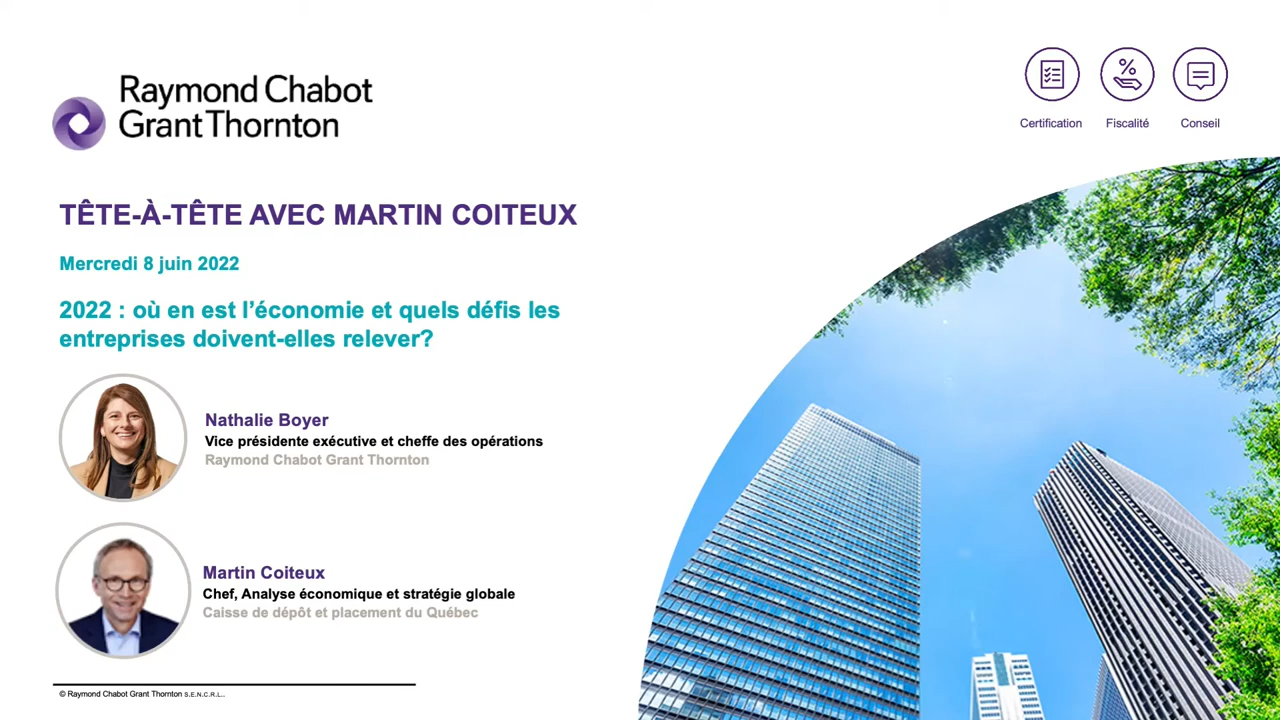 Raymond Chabot
Grant Thornton
Certification
Fiscalité
Conseil
TÊTE-À-TÊTE AVEC MARTIN COITEUX
Mercredi 8 juin 2022
2022 : où en est l’économie et quels défis les
entreprises doivent-elles relever?
Nathalie Boyer
Vice présidente exécutive et cheffe des opérations
Raymond Chabot Grant Thornton
Martin Coiteux
Chef, Analyse économique et stratégie globale
Caisse de dépôt et placement du Québec
© Raymond Chabot Grant Thornton S.E.N.C.R.L..